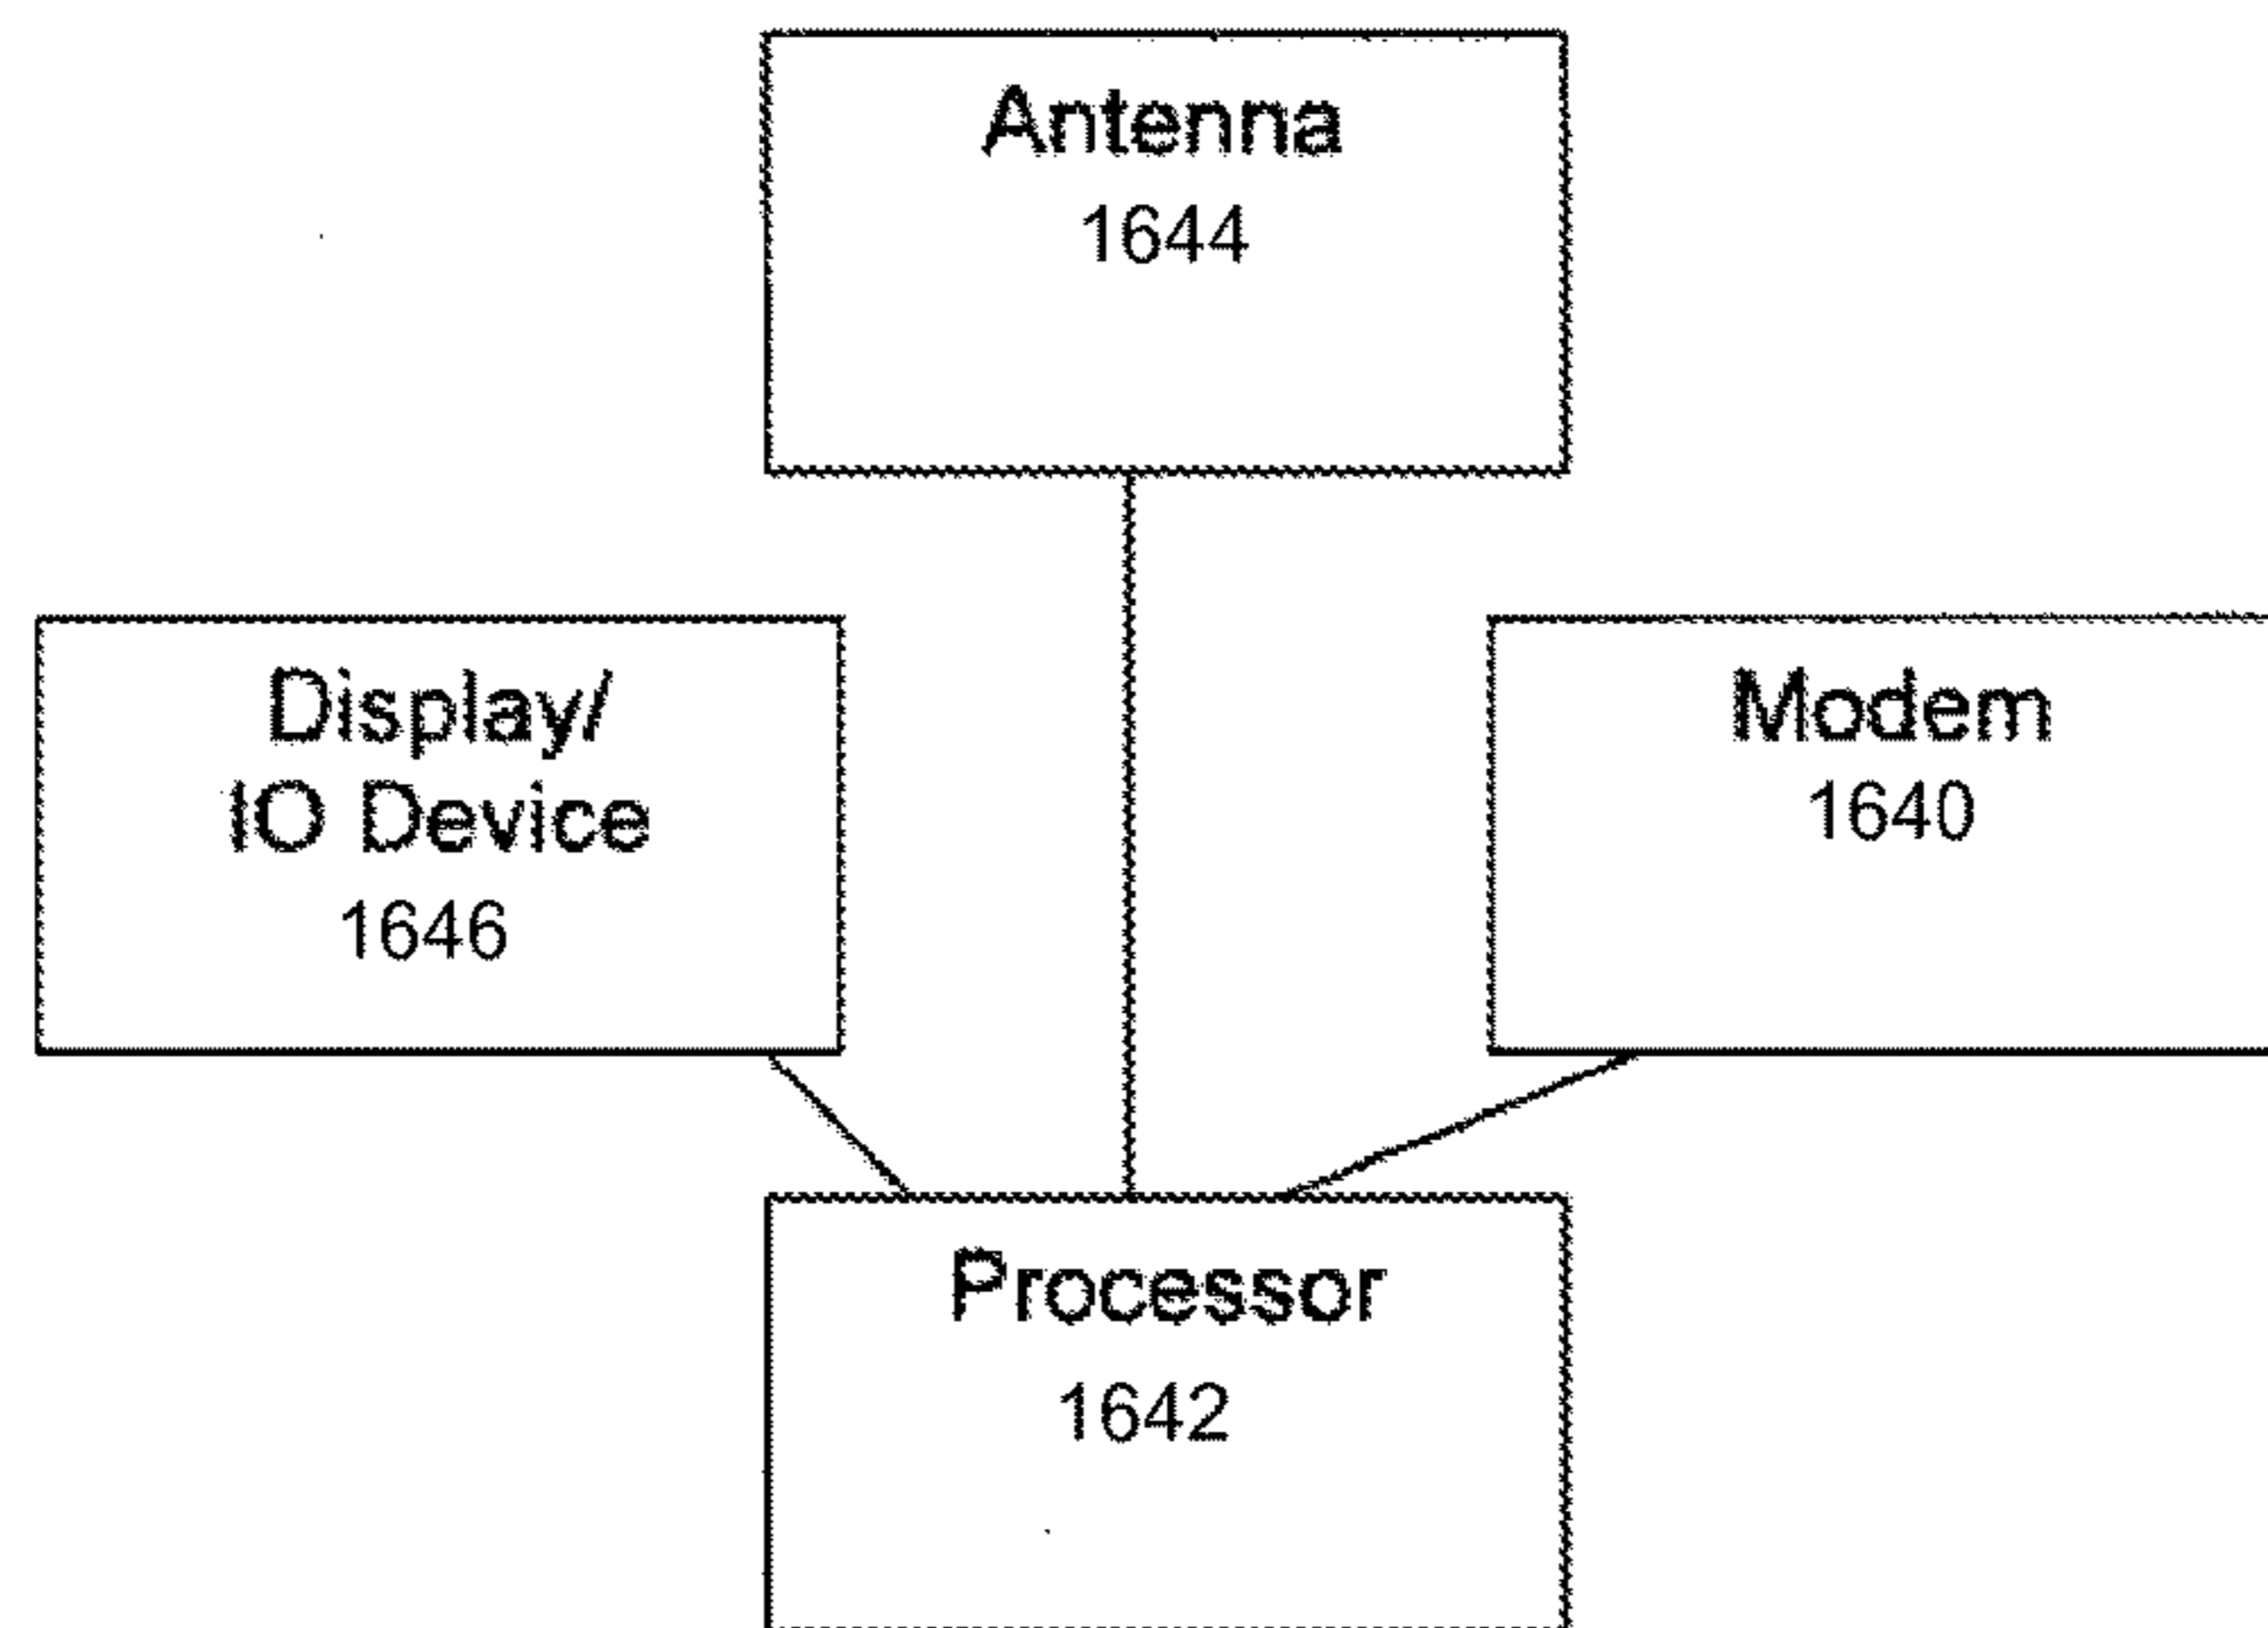 Antenna
1644
Display/
IO Device
1646
Modem
1640
Processor
1642